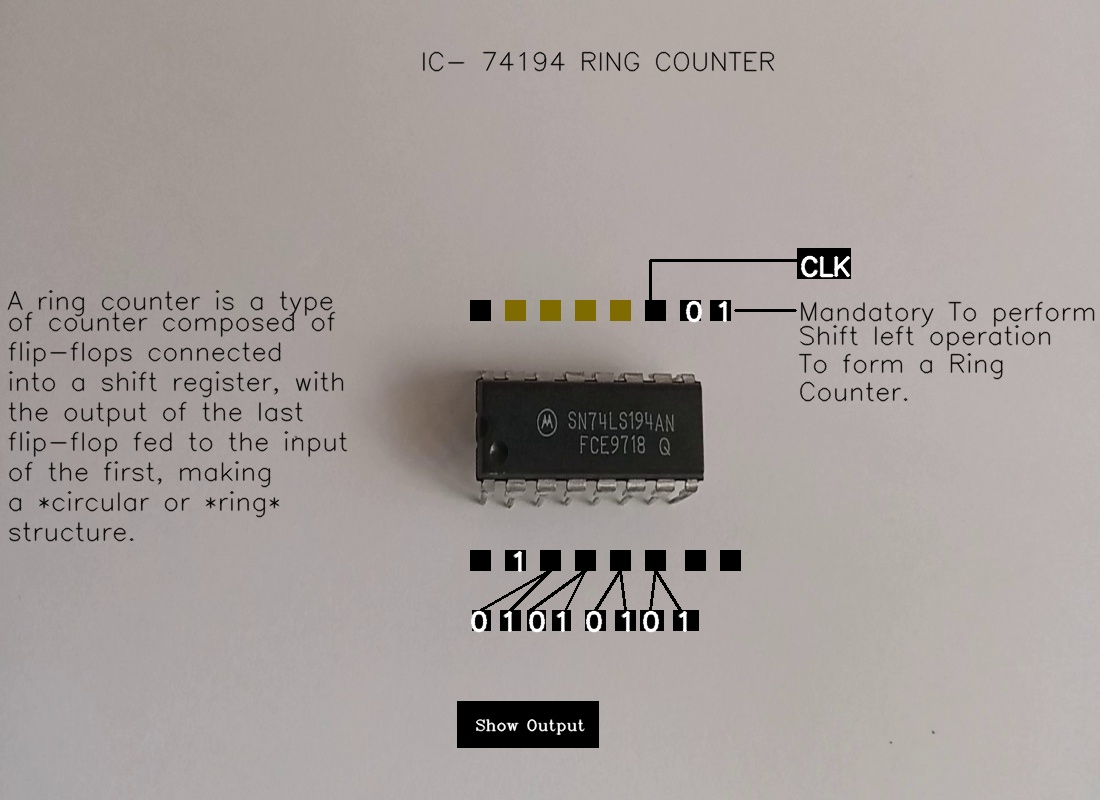 IC- 74194 RING COUNTER
CLK
0 1
Mandatory To perform
Shift left operation
To form a Ring
Counter.
A ring counter is a type
of counter composed of
flip-flops connected
into a shift register, with
the output of the last
flip-flop fed to the input
of the first, making
a *circular or *ring*
structure.
SN74LS194AN
FCE9718 Q
1
0 1 0 1 0 1 0 1
Show Output